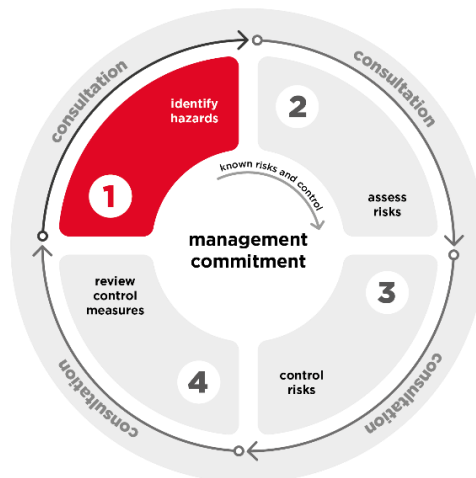 consultation
consultation
identify
hazards
1
2
known risks and control
assess
risks
management
commitment
review
control
measures
3
4
control
risks
consultation
consultation